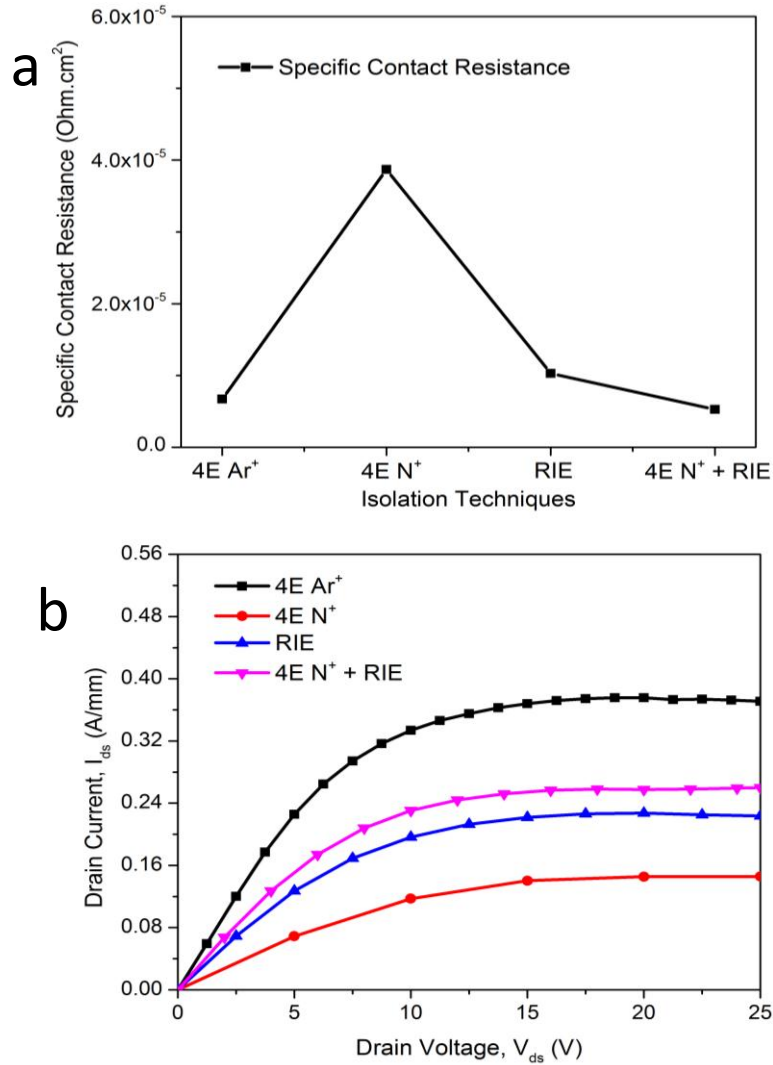 a
Specific Contact Resistance (Ohm.cm²)
6.0x10⁻⁵
4.0x10⁻⁵
2.0x10⁻⁵
0.0
Specific Contact Resistance
4E Ar⁺ 4E N⁺ RIE 4E N⁺ + RIE
Isolation Techniques
b
Drain Current, I_ds (A/mm)
0.56
0.48
0.40
0.32
0.24
0.16
0.08
0.00
4E Ar⁺
4E N⁺
RIE
4E N⁺ + RIE
0 5 10 15 20 25
Drain Voltage, V_ds (V)